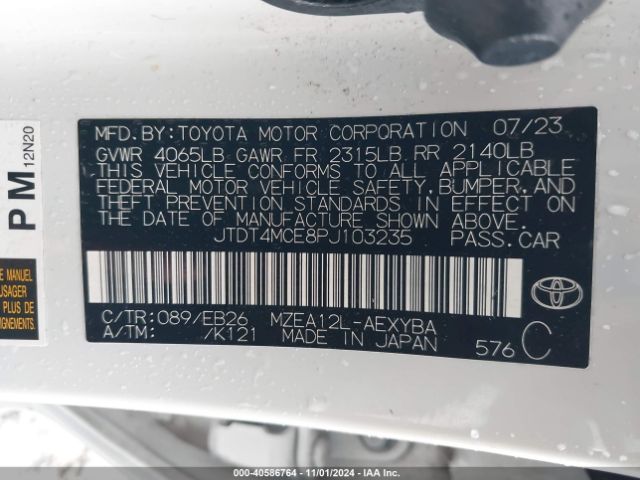 MFD. BY: TOYOTA MOTOR CORPORATION 07/23
GVWR 4065LB GAWR FR 2315LB RR 2140LB
THIS VEHICLE CONFORMS TO ALL APPLICABLE
FEDERAL MOTOR VEHICLE SAFETY, BUMPER, AND
THEFT PREVENTION STANDARDS IN EFFECT ON
THE DATE OF MANUFACTURE SHOWN ABOVE.
JTDT4MCE8PJ103235 PASS. CAR
C/TR: 089/EB26 MZEA12L-AEXYBA
A/TM: /K121 MADE IN JAPAN 576 C
PM
12N20
USAGER
PLUS DE
000-40586764 - 11/01/2024 - IAA Inc.